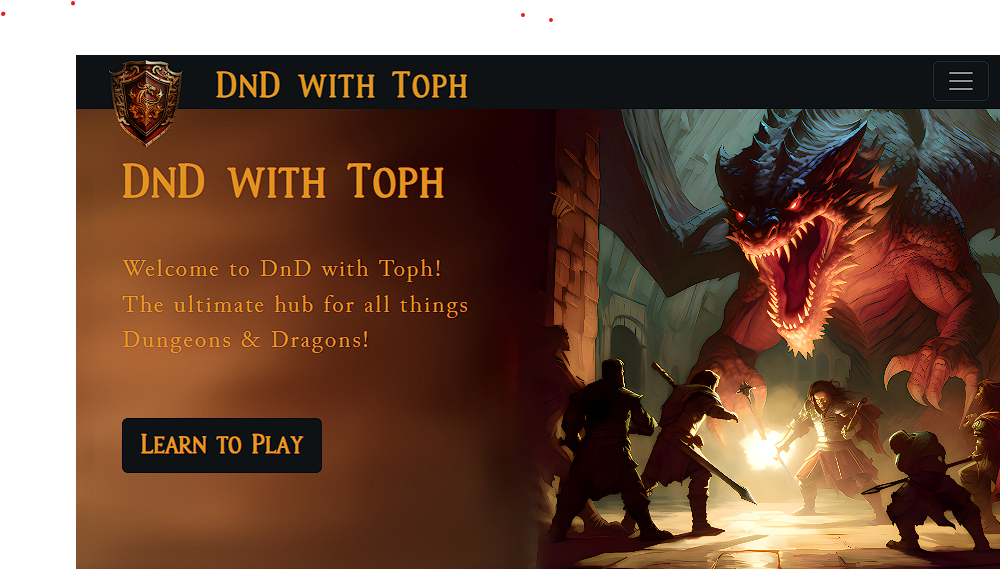 DnD with Toph
DnD with Toph
Welcome to DnD with Toph!
The ultimate hub for all things
Dungeons & Dragons!
Learn to Play